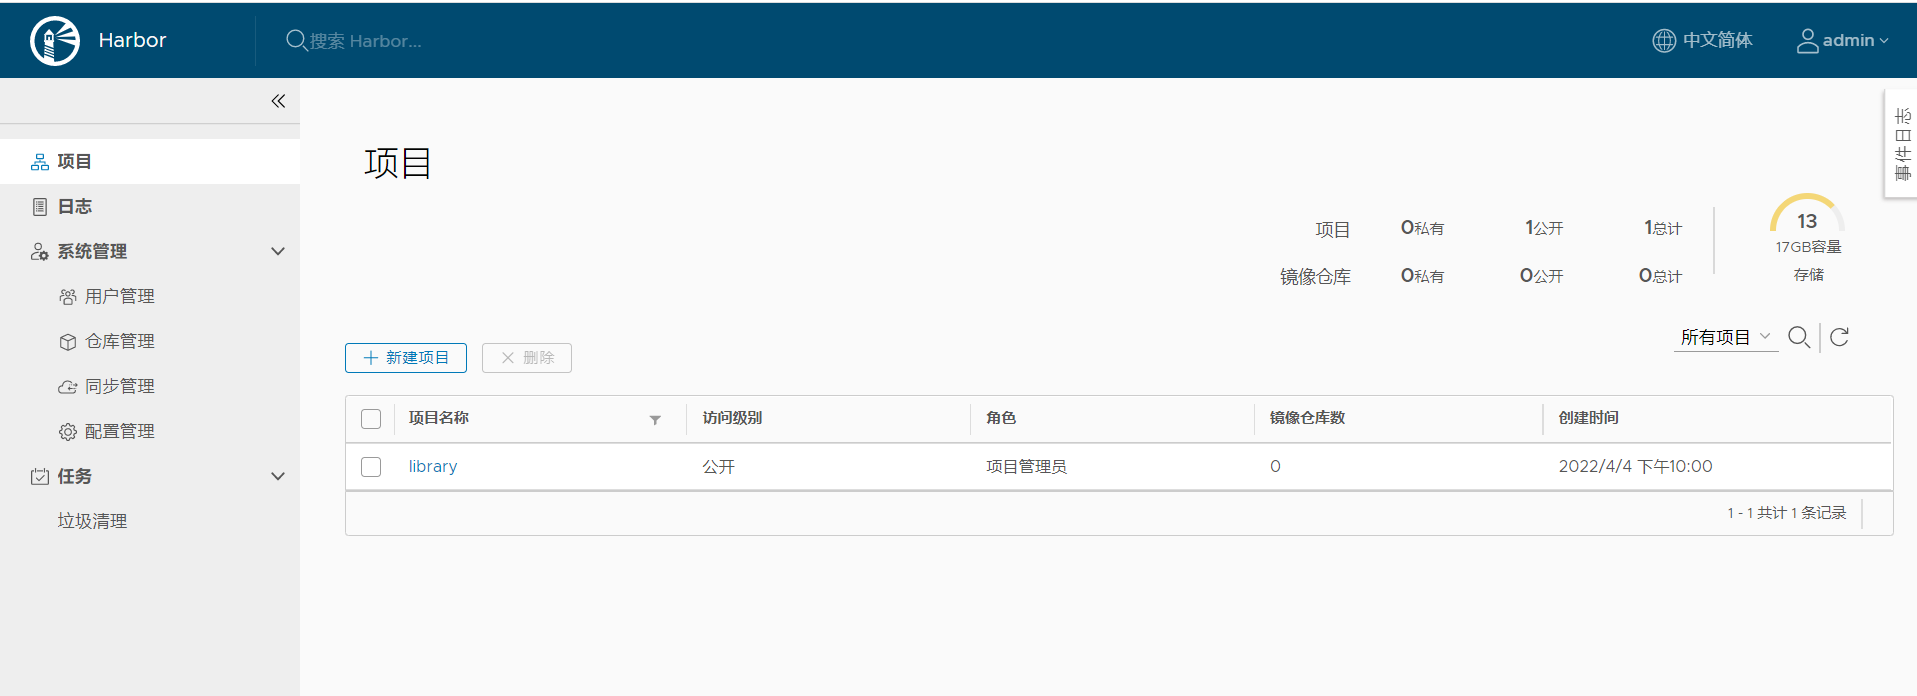 Harbor
搜索 Harbor...
中文简体
admin
事件日志
项目
日志
系统管理
用户管理
仓库管理
同步管理
配置管理
任务
垃圾清理
项目
项目 0私有 1公开 1总计
镜像仓库 0私有 0公开 0总计
13
17GB容量
存储
所有项目
新建项目 删除
项目名称 访问级别 角色 镜像仓库数 创建时间
library 公开 项目管理员 0 2022/4/4 下午10:00
1 - 1 共计 1 条记录